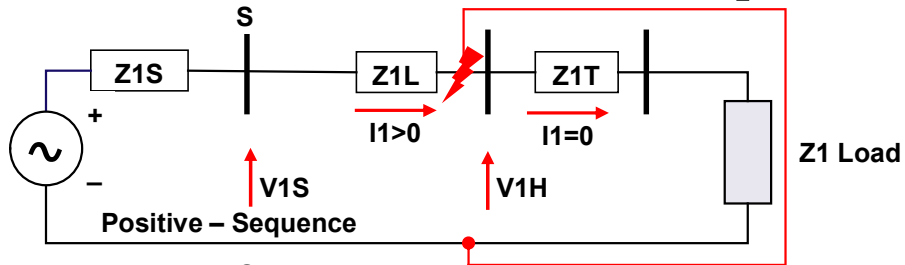 S
Z1S
Z1L
Z1T
+
I1>0
I1=0
Z1 Load
–
V1S
V1H
Positive – Sequence